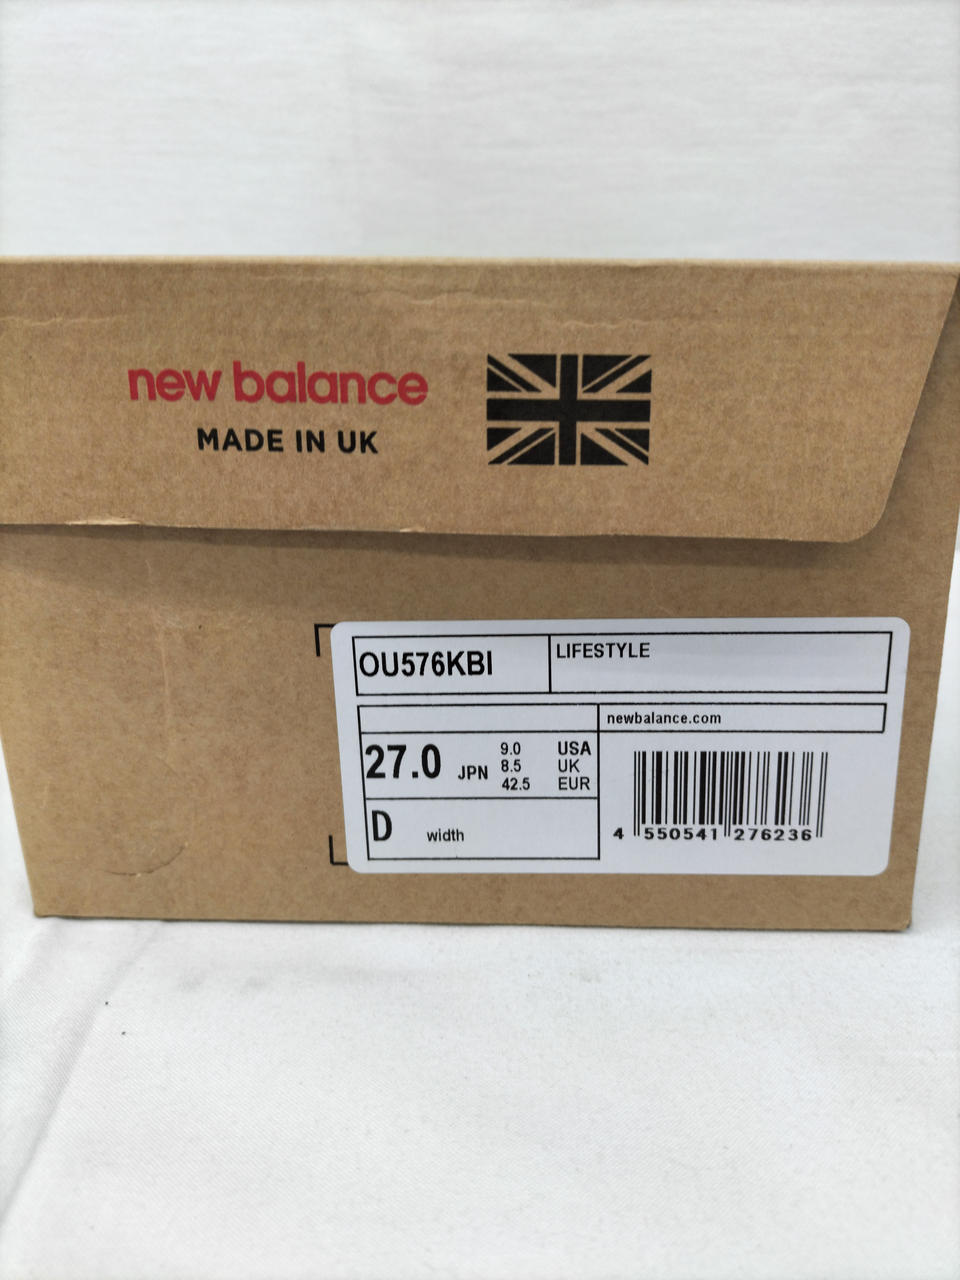 new balance
MADE IN UK
OU576KBI
LIFESTYLE
newbalance.com
27.0 JPN
9.0 USA
8.5 UK
42.5 EUR
D width
4 550541 276236